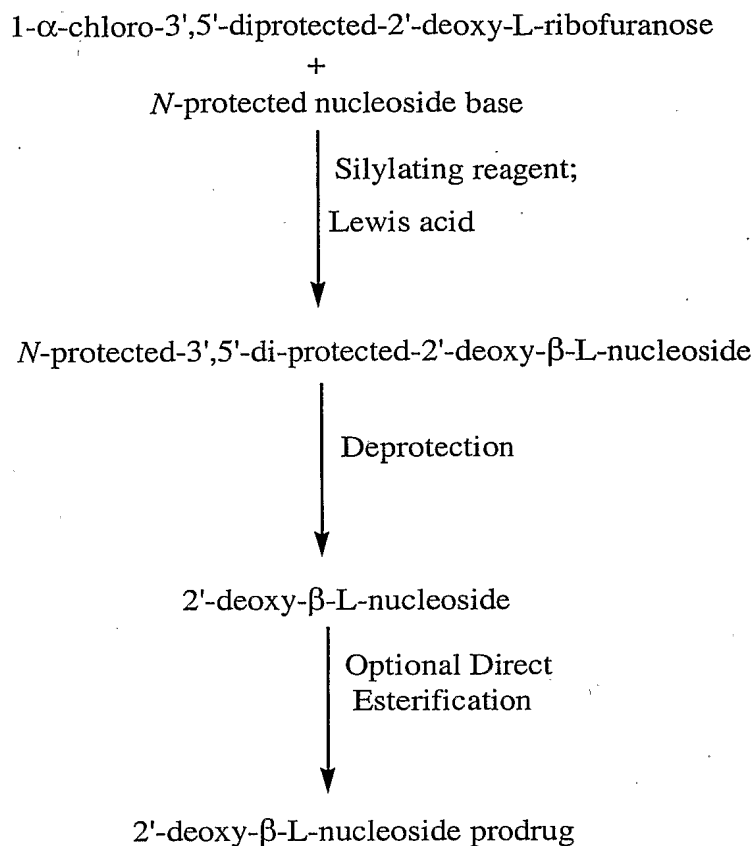 1-α-chloro-3',5'-diprotected-2'-deoxy-L-ribofuranose
+
N-protected nucleoside base
Silylating reagent;
Lewis acid
N-protected-3',5'-di-protected-2'-deoxy-β-L-nucleoside
Deprotection
2'-deoxy-β-L-nucleoside
Optional Direct
Esterification
2'-deoxy-β-L-nucleoside prodrug